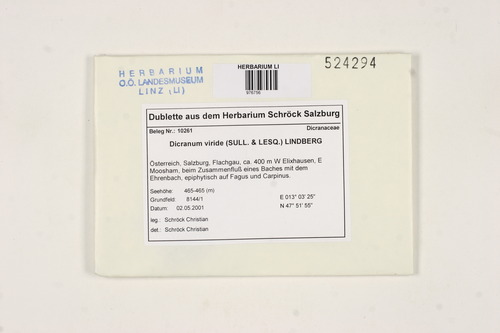 HERBARIUM
O.Ö. LANDESMUSEUM
LINZ (LI)
HERBARIUM LI
524294
Dublette aus dem Herbarium Schröck Salzburg
Beleg Nr.: 10261 Dicranaceae
Dicranum viride (SULL. & LESQ.) LINDBERG
Österreich, Salzburg, Flachgau, ca. 400 m W Elixhausen, E
Moosham, beim Zusammenfluß eines Baches mit dem
Ehrenbach, epiphytisch auf Fagus und Carpinus.
Seehöhe: 465-465 (m) E 013° 03' 25"
Grundfeld: 8144/1
N 47° 51' 55"
Datum: 02.05.2001
leg.: Schröck Christian
det.: Schröck Christian